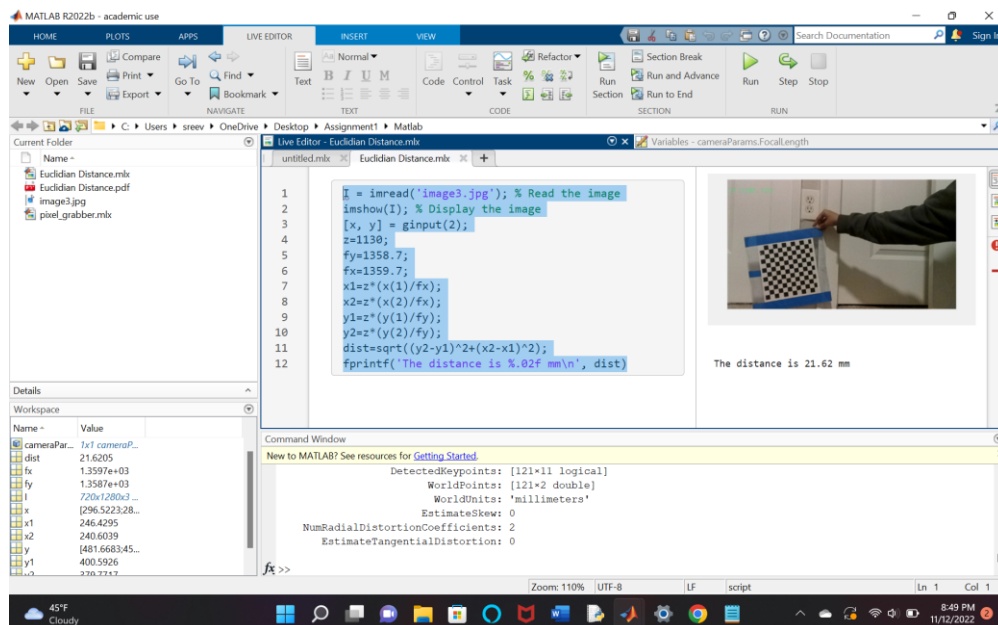 MATLAB R2022b - academic use
HOME PLOTS APPS LIVE EDITOR INSERT VIEW Search Documentation Sign In
New Open Save Compare Print Export Go To Find Bookmark Text Normal B I U M Code Control Task Refactor Run Section Section Break Run and Advance Run to End Run Step Stop
FILE NAVIGATE TEXT CODE SECTION RUN
C: Users sreev OneDrive Desktop Assignment1 Matlab
Current Folder
Name
Euclidian Distance.mlx
Euclidian Distance.pdf
image3.jpg
pixel_grabber.mlx
Details
Workspace
Name Value
cameraPar... 1x1 cameraP...
dist 21.6205
fx 1.3597e+03
fy 1.3587e+03
I 720x1280x3 ...
x [296.5223;28...
x1 246.4295
x2 240.6039
y [481.6683;45...
y1 400.5926
y2 379.7717
Live Editor - Euclidian Distance.mlx Variables - cameraParams.FocalLength
untitled.mlx Euclidian Distance.mlx +
1 I = imread('image3.jpg'); % Read the image
2 imshow(I); % Display the image
3 [x, y] = ginput(2);
4 z=1130;
5 fy=1358.7;
6 fx=1359.7;
7 x1=z*(x(1)/fx);
8 x2=z*(x(2)/fx);
9 y1=z*(y(1)/fy);
10 y2=z*(y(2)/fy);
11 dist=sqrt((y2-y1)^2+(x2-x1)^2);
12 fprintf('The distance is %.02f mm\n', dist)
The distance is 21.62 mm
Command Window
New to MATLAB? See resources for Getting Started.
DetectedKeypoints: [121×11 logical]
WorldPoints: [121×2 double]
WorldUnits: 'millimeters'
EstimateSkew: 0
NumRadialDistortionCoefficients: 2
EstimateTangentialDistortion: 0
fx >>
Zoom: 110% UTF-8 LF script Ln 1 Col 1
45°F
Cloudy
8:49 PM
11/12/2022
2